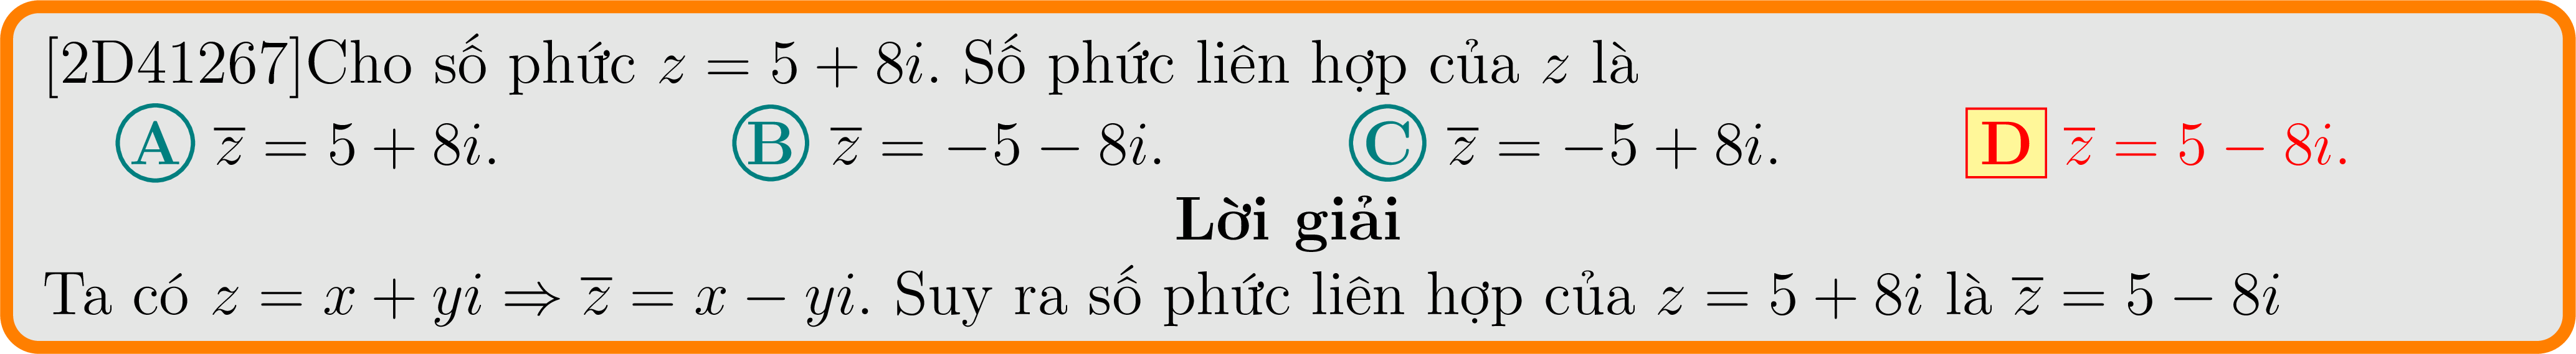 [2D41267]Cho số phức z = 5 + 8i. Số phức liên hợp của z là
A z̅ = 5 + 8i. B z̅ = −5 − 8i. C z̅ = −5 + 8i. D z̅ = 5 − 8i.
Lời giải
Ta có z = x + yi ⇒ z̅ = x − yi. Suy ra số phức liên hợp của z = 5 + 8i là z̅ = 5 − 8i